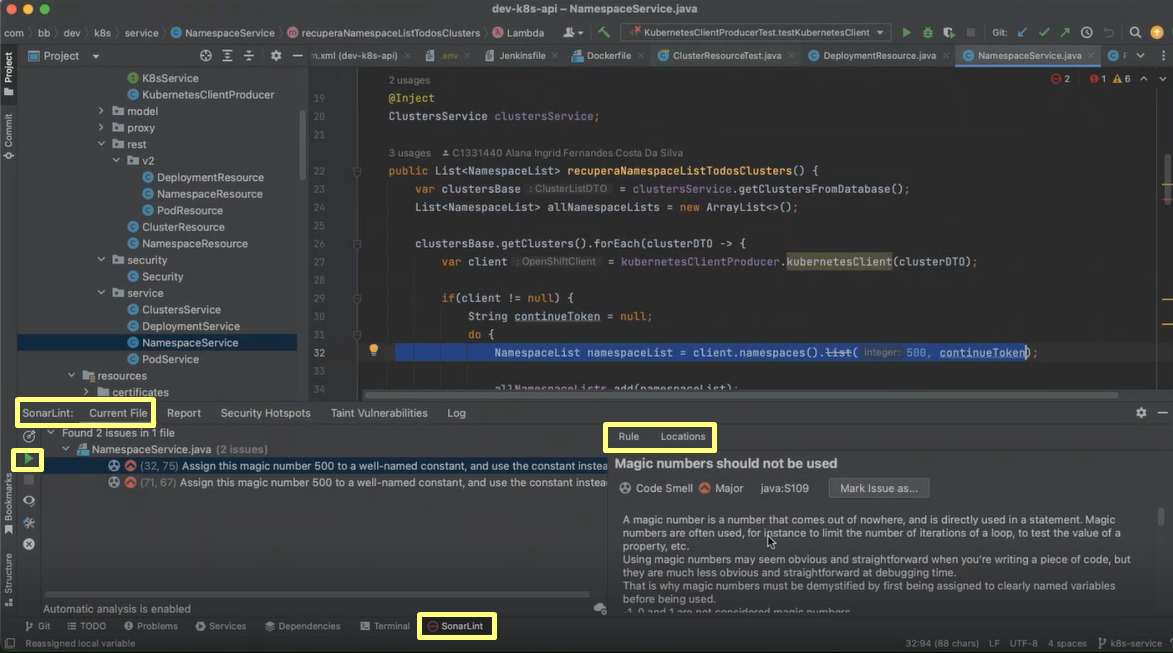 dev-k8s-api – NamespaceService.java
com › bb › dev › k8s › service › NamespaceService › recuperaNamespaceListTodosClusters › Lambda
KubernetesClientProducerTest.testKubernetesClient
Git:
Project
m.xml (dev-k8s-api)
.env
Jenkinsfile
Dockerfile
ClusterResourceTest.java
DeploymentResource.java
NamespaceService.java
Project
Commit
Bookmarks
Structure
K8sService
KubernetesClientProducer
model
proxy
rest
v2
DeploymentResource
NamespaceResource
PodResource
ClusterResource
NamespaceResource
security
Security
service
ClustersService
DeploymentService
NamespaceService
PodService
resources
certificates
2 usages
2 1 6
19 @Inject
20 ClustersService clustersService;
21
3 usages C1331440 Alana Ingrid Fernandes Costa Da Silva
22 public List<NamespaceList> recuperaNamespaceListTodosClusters() {
23 var clustersBase : ClusterListDTO = clustersService.getClustersFromDatabase();
24 List<NamespaceList> allNamespaceLists = new ArrayList<>();
25
26 clustersBase.getClusters().forEach(clusterDTO -> {
27 var client : OpenShiftClient = kubernetesClientProducer.kubernetesClient(clusterDTO);
28
29 if(client != null) {
30 String continueToken = null;
31 do {
32 NamespaceList namespaceList = client.namespaces().list( Integer: 500, continueToken);
33
34 allNamespaceLists.add(namespaceList);
SonarLint: Current File Report Security Hotspots Taint Vulnerabilities Log
Found 2 issues in 1 file
NamespaceService.java (2 issues)
(32, 75) Assign this magic number 500 to a well-named constant, and use the constant instea
(71, 67) Assign this magic number 500 to a well-named constant, and use the constant instea
Automatic analysis is enabled
Rule Locations
Magic numbers should not be used
Code Smell Major java:S109 Mark Issue as...
A magic number is a number that comes out of nowhere, and is directly used in a statement. Magic
numbers are often used, for instance to limit the number of iterations of a loop, to test the value of a
property, etc.
Using magic numbers may seem obvious and straightforward when you're writing a piece of code, but
they are much less obvious and straightforward at debugging time.
That is why magic numbers must be demystified by first being assigned to clearly named variables
before being used.
-1, 0 and 1 are not considered magic numbers.
Git TODO Problems Services Dependencies Terminal SonarLint
Reassigned local variable
32:94 (88 chars) LF UTF-8 4 spaces k8s-service